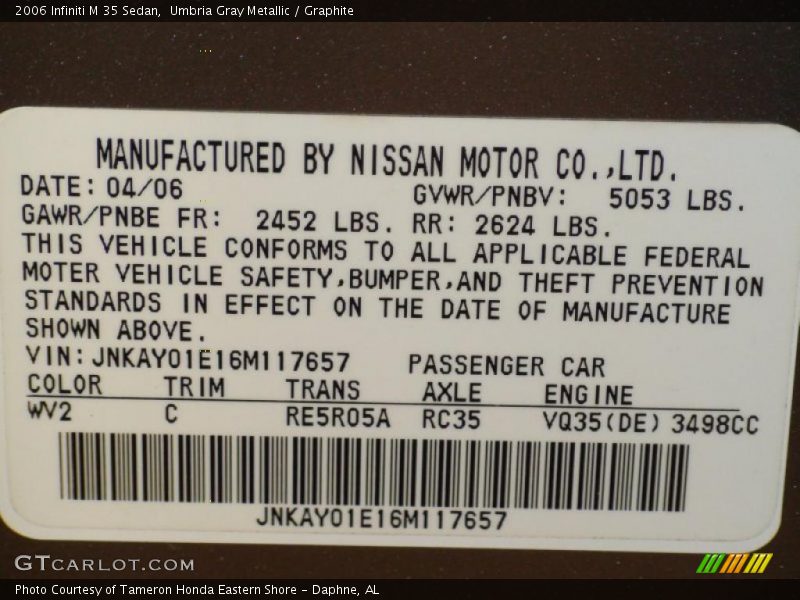 2006 Infiniti M 35 Sedan,  Umbria Gray Metallic / Graphite
MANUFACTURED BY NISSAN MOTOR CO.,LTD.
DATE: 04/06 GVWR/PNBV: 5053 LBS.
GAWR/PNBE FR: 2452 LBS. RR: 2624 LBS.
THIS VEHICLE CONFORMS TO ALL APPLICABLE FEDERAL
MOTER VEHICLE SAFETY,BUMPER,AND THEFT PREVENTION
STANDARDS IN EFFECT ON THE DATE OF MANUFACTURE
SHOWN ABOVE.
VIN: JNKAY01E16M117657 PASSENGER CAR
COLOR TRIM TRANS AXLE ENGINE
WV2 C RE5R05A RC35 VQ35(DE) 3498CC
JNKAY01E16M117657
GTCARLOT.COM
Photo Courtesy of Tameron Honda Eastern Shore – Daphne, AL